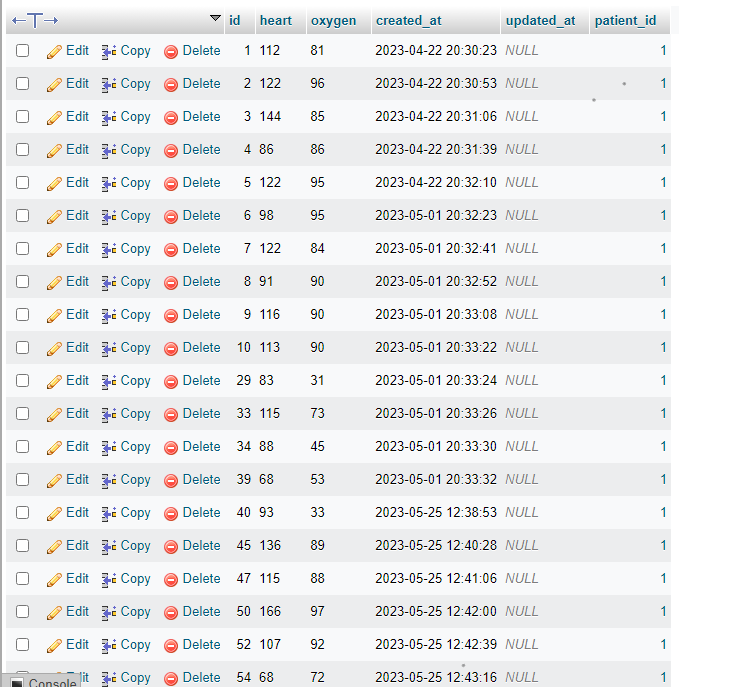 ←T→ id heart oxygen created_at updated_at patient_id
Edit Copy Delete 1 112 81 2023-04-22 20:30:23 NULL 1
Edit Copy Delete 2 122 96 2023-04-22 20:30:53 NULL 1
Edit Copy Delete 3 144 85 2023-04-22 20:31:06 NULL 1
Edit Copy Delete 4 86 86 2023-04-22 20:31:39 NULL 1
Edit Copy Delete 5 122 95 2023-04-22 20:32:10 NULL 1
Edit Copy Delete 6 98 95 2023-05-01 20:32:23 NULL 1
Edit Copy Delete 7 122 84 2023-05-01 20:32:41 NULL 1
Edit Copy Delete 8 91 90 2023-05-01 20:32:52 NULL 1
Edit Copy Delete 9 116 90 2023-05-01 20:33:08 NULL 1
Edit Copy Delete 10 113 90 2023-05-01 20:33:22 NULL 1
Edit Copy Delete 29 83 31 2023-05-01 20:33:24 NULL 1
Edit Copy Delete 33 115 73 2023-05-01 20:33:26 NULL 1
Edit Copy Delete 34 88 45 2023-05-01 20:33:30 NULL 1
Edit Copy Delete 39 68 53 2023-05-01 20:33:32 NULL 1
Edit Copy Delete 40 93 33 2023-05-25 12:38:53 NULL 1
Edit Copy Delete 45 136 89 2023-05-25 12:40:28 NULL 1
Edit Copy Delete 47 115 88 2023-05-25 12:41:06 NULL 1
Edit Copy Delete 50 166 97 2023-05-25 12:42:00 NULL 1
Edit Copy Delete 52 107 92 2023-05-25 12:42:39 NULL 1
Edit Copy Delete 54 68 72 2023-05-25 12:43:16 NULL 1
Console